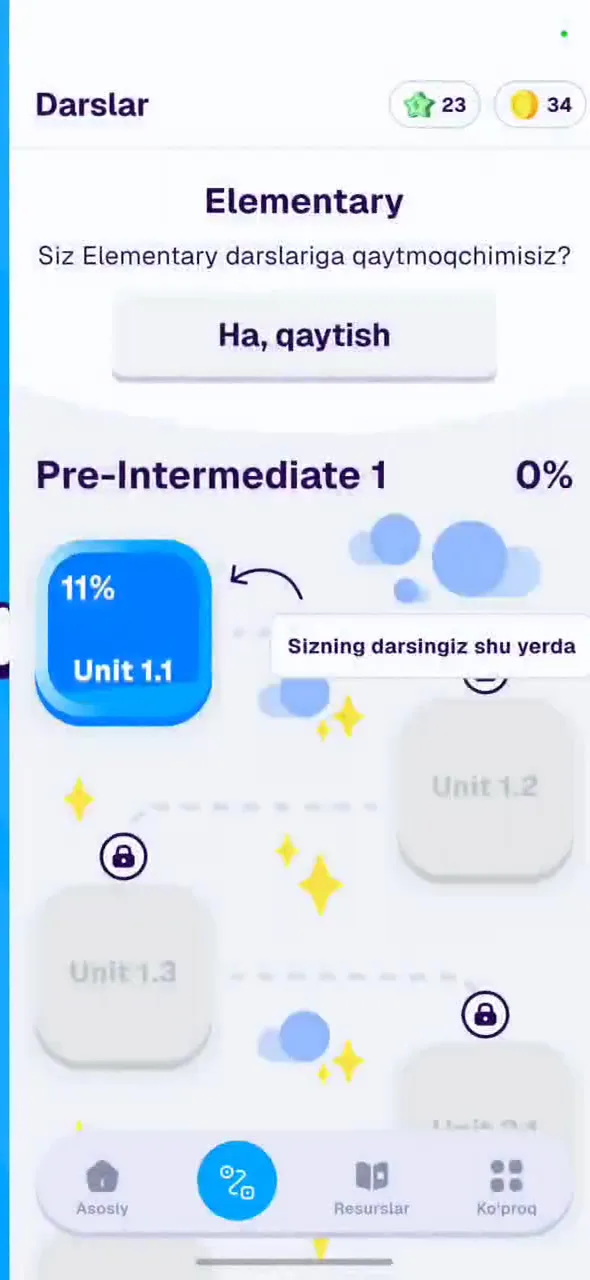 Darslar
23
34
Elementary
Siz Elementary darslariga qaytmoqchimisiz?
Ha, qaytish
Pre-Intermediate 1
0%
11%
Unit 1.1
Sizning darsingiz shu yerda
Unit 1.2
Unit 1.3
Asosiy
Resurslar
Ko'proq